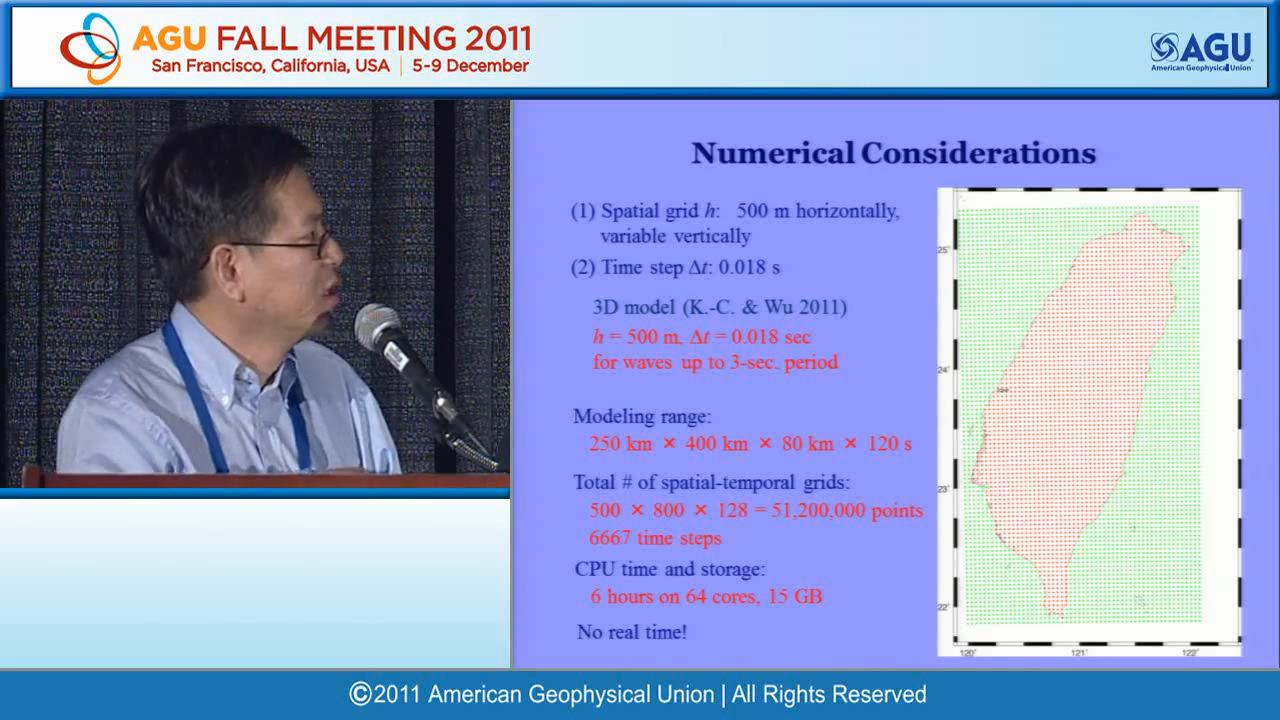 AGU FALL MEETING 2011
San Francisco, California, USA | 5-9 December
AGU
American Geophysical Union
Numerical Considerations
(1) Spatial grid h: 500 m horizontally,
variable vertically
(2) Time step Δt: 0.018 s
3D model (K.-C. & Wu 2011)
h = 500 m, Δt = 0.018 sec
for waves up to 3-sec. period
Modeling range:
250 km × 400 km × 80 km × 120 s
Total # of spatial-temporal grids:
500 × 800 × 128 = 51,200,000 points
6667 time steps
CPU time and storage:
6 hours on 64 cores, 15 GB
No real time!
25°
24°
23°
22°
120° 121° 122°
©2011 American Geophysical Union | All Rights Reserved